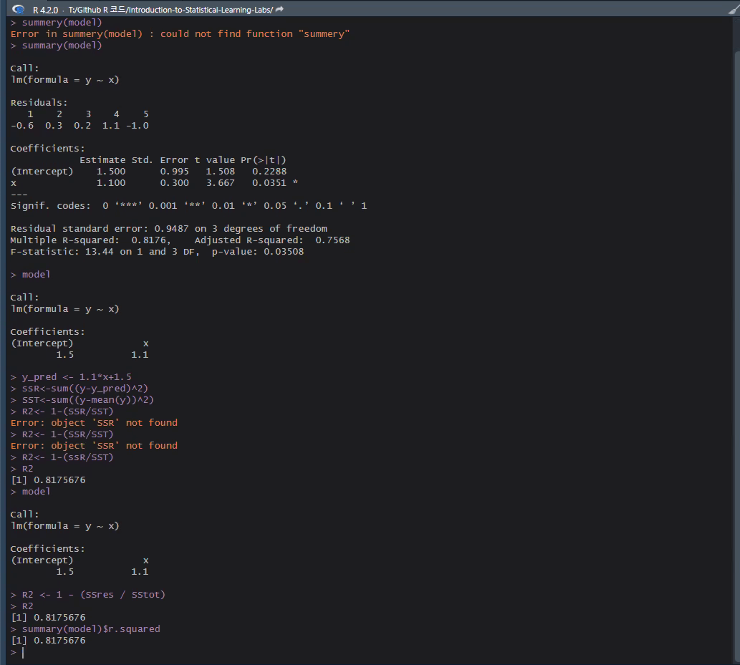 R 4.2.0 · T:/Github R 코드/Introduction-to-Statistical-Learning-Labs/
> summery(model)
Error in summery(model) : could not find function "summery"
> summary(model)
Call:
lm(formula = y ~ x)
Residuals:
1 2 3 4 5
-0.6 0.3 0.2 1.1 -1.0
Coefficients:
Estimate Std. Error t value Pr(>|t|)
(Intercept) 1.500 0.995 1.508 0.2288
x 1.100 0.300 3.667 0.0351 *
---
Signif. codes: 0 ‘***’ 0.001 ‘**’ 0.01 ‘*’ 0.05 ‘.’ 0.1 ‘ ’ 1
Residual standard error: 0.9487 on 3 degrees of freedom
Multiple R-squared: 0.8176, Adjusted R-squared: 0.7568
F-statistic: 13.44 on 1 and 3 DF, p-value: 0.03508
> model
Call:
lm(formula = y ~ x)
Coefficients:
(Intercept) x
1.5 1.1
> y_pred <- 1.1*x+1.5
> ssR<-sum((y-y_pred)^2)
> SST<-sum((y-mean(y))^2)
> R2<- 1-(SSR/SST)
Error: object 'SSR' not found
> R2<- 1-(SSR/SST)
Error: object 'SSR' not found
> R2<- 1-(ssR/SST)
> R2
[1] 0.8175676
> model
Call:
lm(formula = y ~ x)
Coefficients:
(Intercept) x
1.5 1.1
> R2 <- 1 - (SSres / SStot)
> R2
[1] 0.8175676
> summary(model)$r.squared
[1] 0.8175676
>